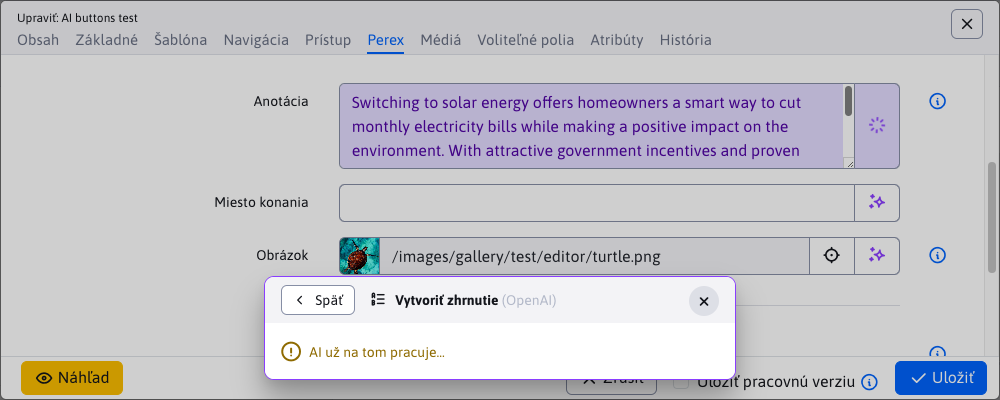 Upraviť: AI buttons test
Obsah Základné Šablóna Navigácia Prístup Perex Médiá Voliteľné polia Atribúty História
Anotácia
Switching to solar energy offers homeowners a smart way to cut
monthly electricity bills while making a positive impact on the
environment. With attractive government incentives and proven
Miesto konania
Obrázok
/images/gallery/test/editor/turtle.png
Späť
Vytvoriť zhrnutie (OpenAI)
AI už na tom pracuje...
Náhľad
Zrušiť
Uložiť pracovnú verziu
Uložiť